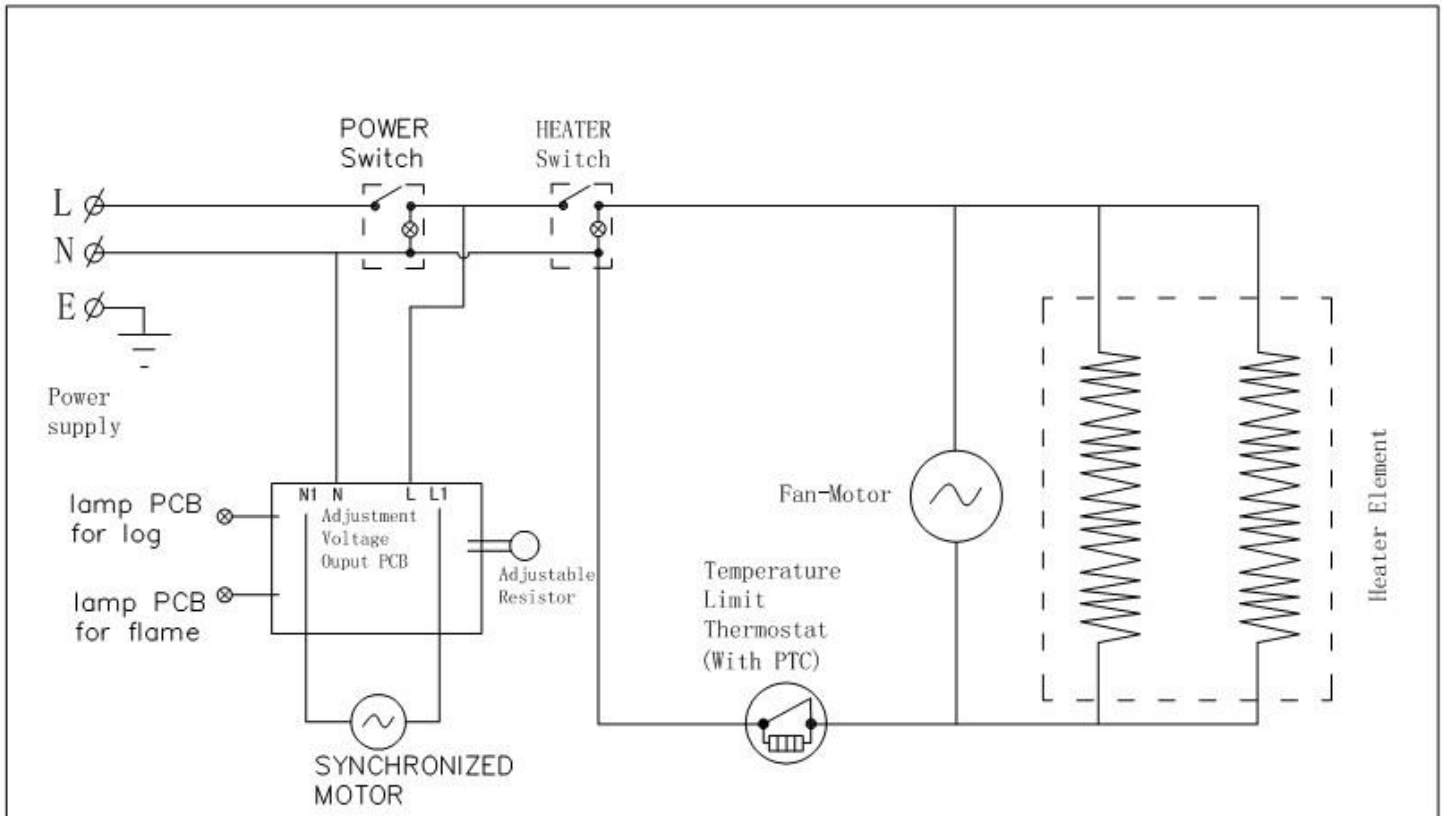 POWER
Switch
HEATER
Switch
L
N
E
Power
supply
N1 N L L1
Adjustment
Voltage
Ouput PCB
lamp PCB
for log
lamp PCB
for flame
Adjustable
Resistor
SYNCHRONIZED
MOTOR
Fan-Motor
Temperature
Limit
Thermostat
(With PTC)
Heater Element